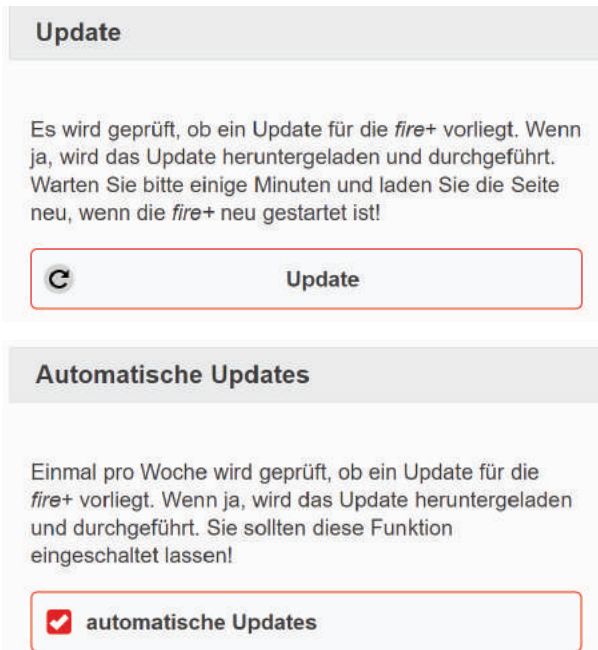 Update
Es wird geprüft, ob ein Update für die fire+ vorliegt. Wenn
ja, wird das Update heruntergeladen und durchgeführt.
Warten Sie bitte einige Minuten und laden Sie die Seite
neu, wenn die fire+ neu gestartet ist!
Update
Automatische Updates
Einmal pro Woche wird geprüft, ob ein Update für die
fire+ vorliegt. Wenn ja, wird das Update heruntergeladen
und durchgeführt. Sie sollten diese Funktion
eingeschaltet lassen!
automatische Updates